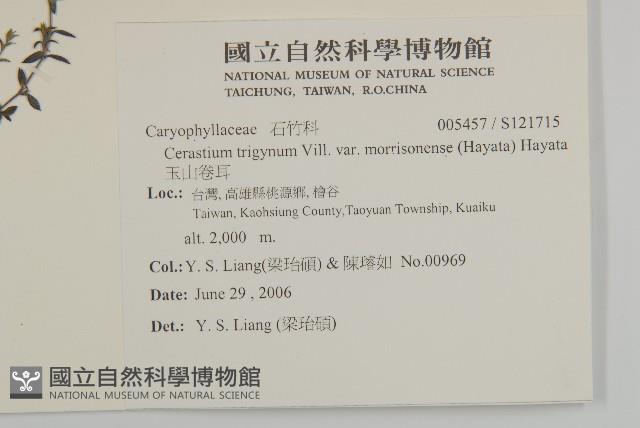 國立自然科學博物館
NATIONAL MUSEUM OF NATURAL SCIENCE
TAICHUNG, TAIWAN, R.O.CHINA
Caryophyllaceae 石竹科 005457 / S121715
Cerastium trigynum Vill. var. morrisonense (Hayata) Hayata
玉山卷耳
Loc.: 台灣, 高雄縣桃源鄉, 檜谷
Taiwan, Kaohsiung County,Taoyuan Township, Kuaiku
alt. 2,000 m.
Col.: Y. S. Liang(梁珆碩) & 陳璿如 No.00969
Date: June 29 , 2006
Det.: Y. S. Liang (梁珆碩)
國立自然科學博物館
NATIONAL MUSEUM OF NATURAL SCIENCE